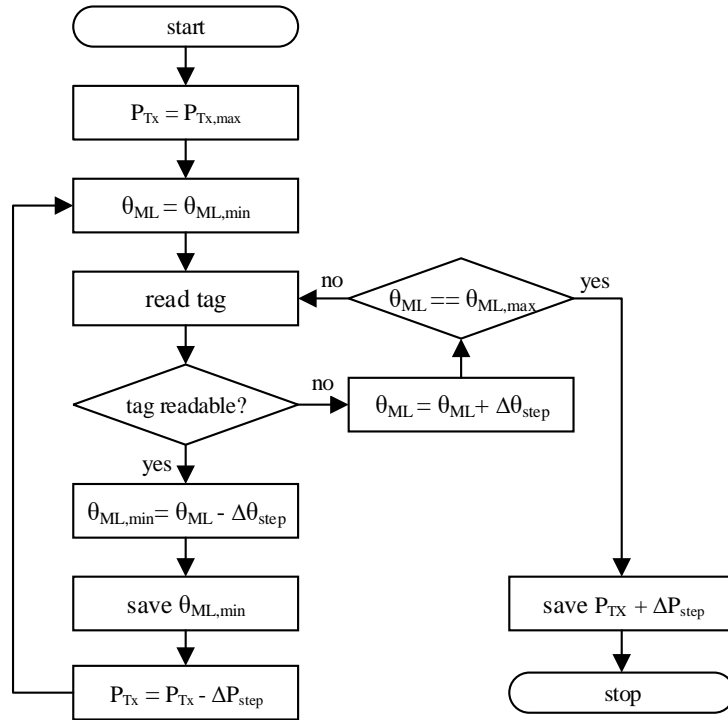 start
P_Tx = P_Tx,max
θ_ML = θ_ML,min
read tag
no
θ_ML == θ_ML,max
yes
tag readable?
no
θ_ML = θ_ML + Δθ_step
yes
θ_ML,min = θ_ML - Δθ_step
save θ_ML,min
save P_TX + ΔP_step
P_Tx = P_Tx - ΔP_step
stop